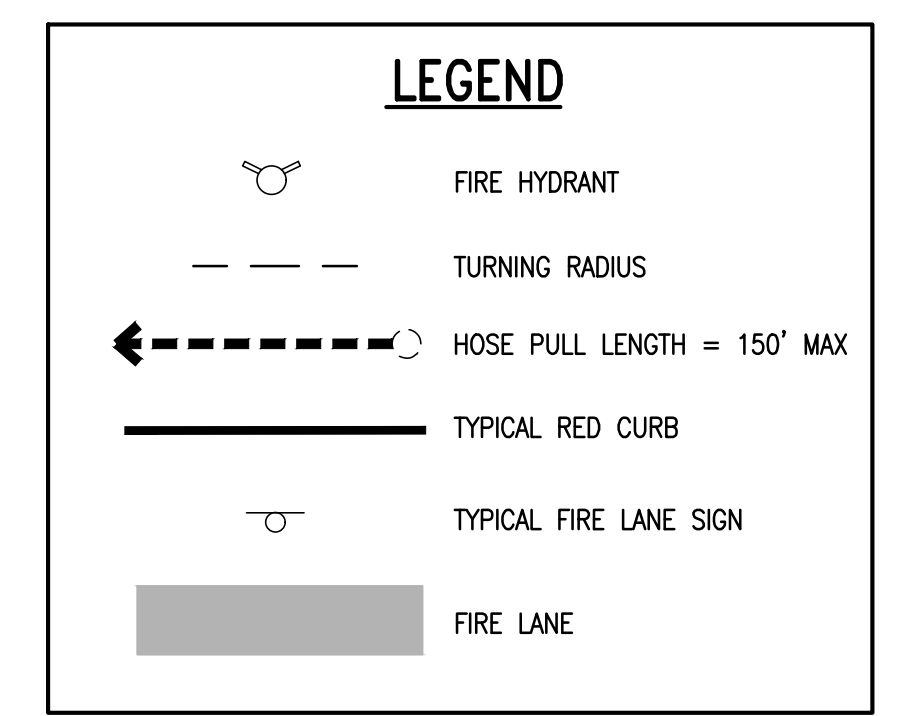 LEGEND
FIRE HYDRANT
TURNING RADIUS
HOSE PULL LENGTH = 150' MAX
TYPICAL RED CURB
TYPICAL FIRE LANE SIGN
FIRE LANE